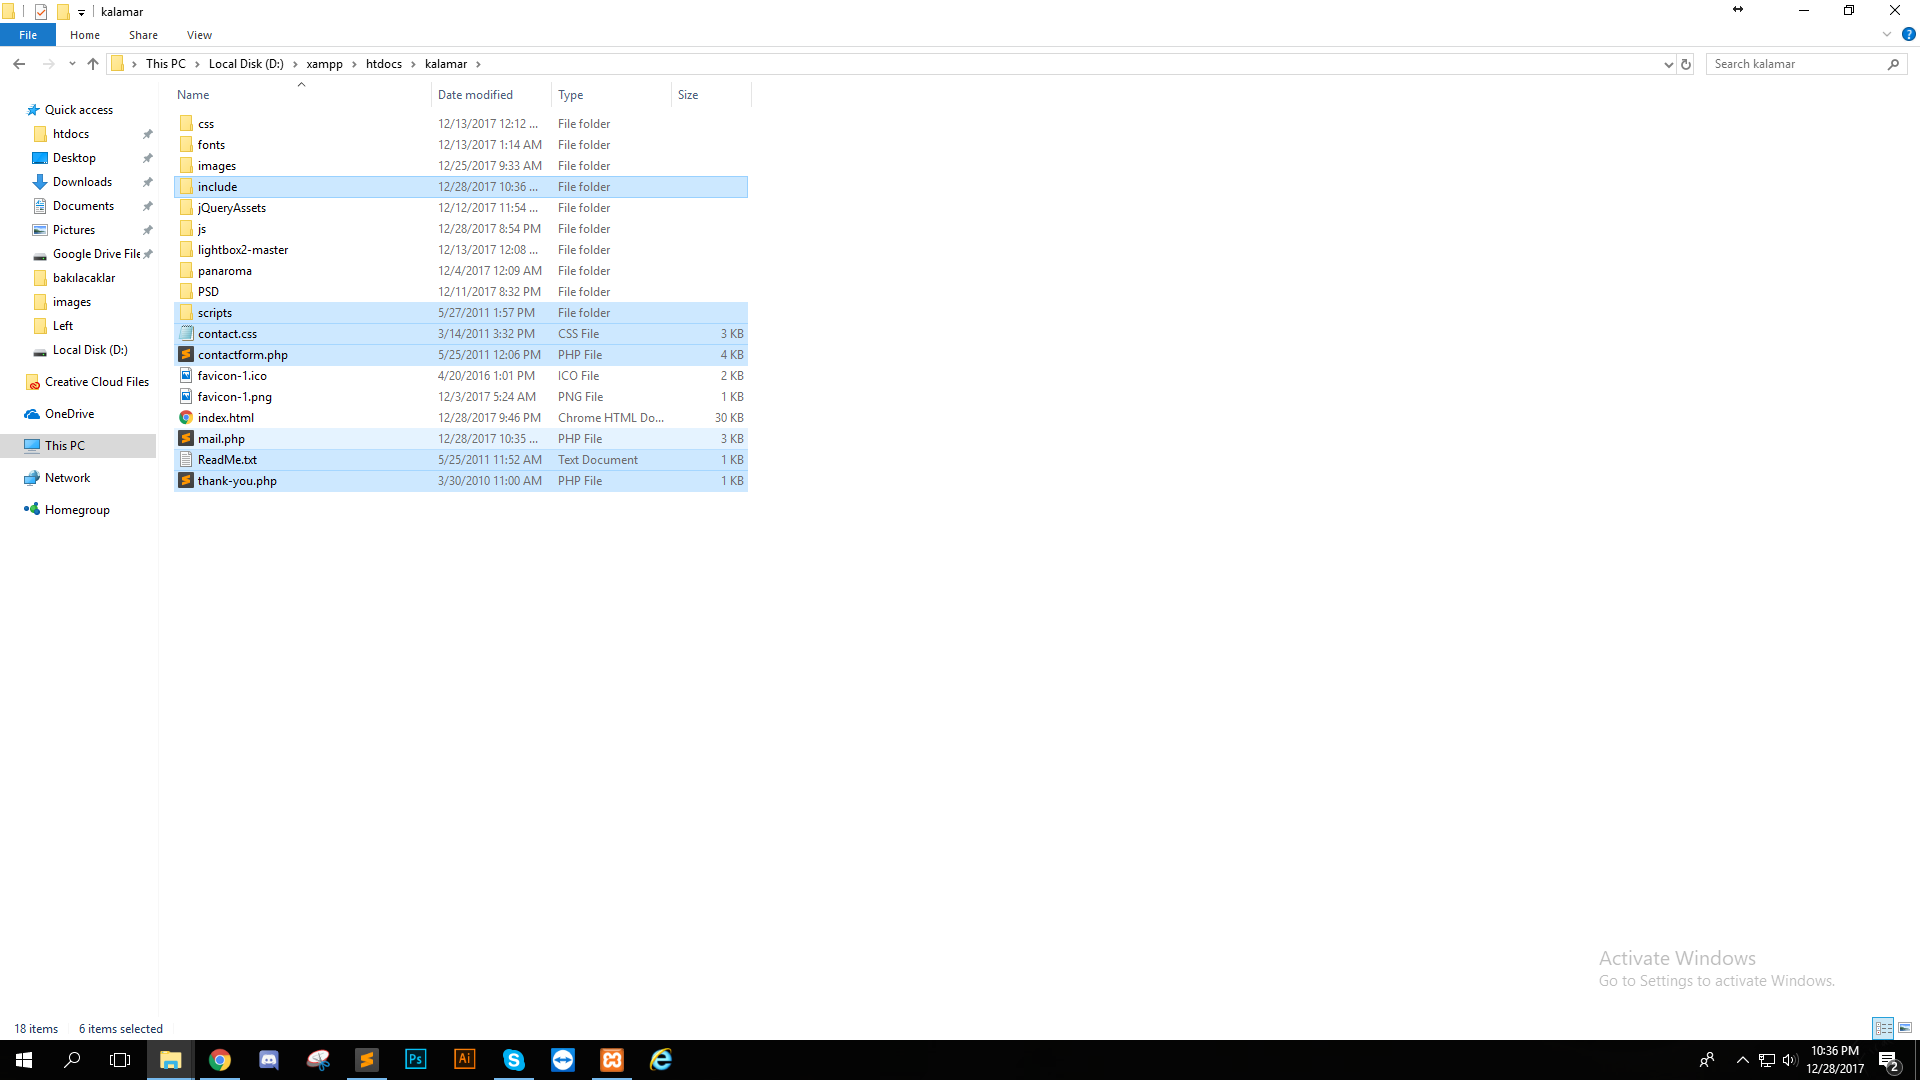 kalamar
File Home Share View
This PC Local Disk (D:) xampp htdocs kalamar
Search kalamar
Name Date modified Type Size
Quick access
htdocs
Desktop
Downloads
Documents
Pictures
Google Drive File
bakılacaklar
images
Left
Local Disk (D:)
Creative Cloud Files
OneDrive
This PC
Network
Homegroup
css 12/13/2017 12:12 ... File folder
fonts 12/13/2017 1:14 AM File folder
images 12/25/2017 9:33 AM File folder
include 12/28/2017 10:36 ... File folder
jQueryAssets 12/12/2017 11:54 ... File folder
js 12/28/2017 8:54 PM File folder
lightbox2-master 12/13/2017 12:08 ... File folder
panaroma 12/4/2017 12:09 AM File folder
PSD 12/11/2017 8:32 PM File folder
scripts 5/27/2011 1:57 PM File folder
contact.css 3/14/2011 3:32 PM CSS File 3 KB
contactform.php 5/25/2011 12:06 PM PHP File 4 KB
favicon-1.ico 4/20/2016 1:01 PM ICO File 2 KB
favicon-1.png 12/3/2017 5:24 AM PNG File 1 KB
index.html 12/28/2017 9:46 PM Chrome HTML Do... 30 KB
mail.php 12/28/2017 10:35 ... PHP File 3 KB
ReadMe.txt 5/25/2011 11:52 AM Text Document 1 KB
thank-you.php 3/30/2010 11:00 AM PHP File 1 KB
Activate Windows
Go to Settings to activate Windows.
18 items 6 items selected
Ps Ai
10:36 PM
12/28/2017
2